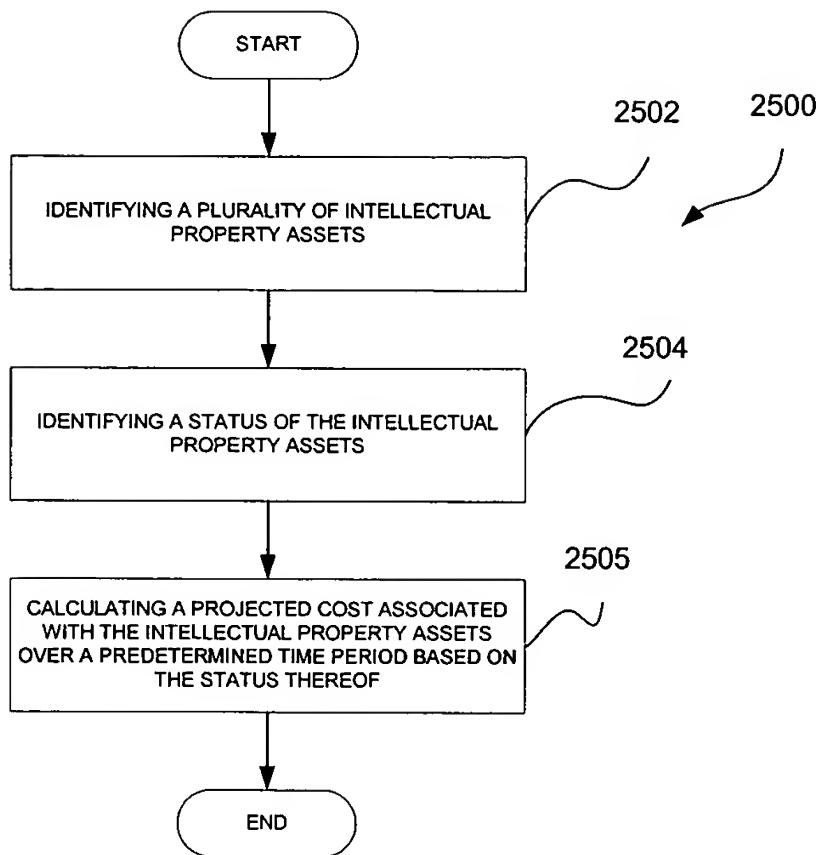 START
2502
2500
IDENTIFYING A PLURALITY OF INTELLECTUAL
PROPERTY ASSETS
2504
IDENTIFYING A STATUS OF THE INTELLECTUAL
PROPERTY ASSETS
2505
CALCULATING A PROJECTED COST ASSOCIATED
WITH THE INTELLECTUAL PROPERTY ASSETS
OVER A PREDETERMINED TIME PERIOD BASED ON
THE STATUS THEREOF
END